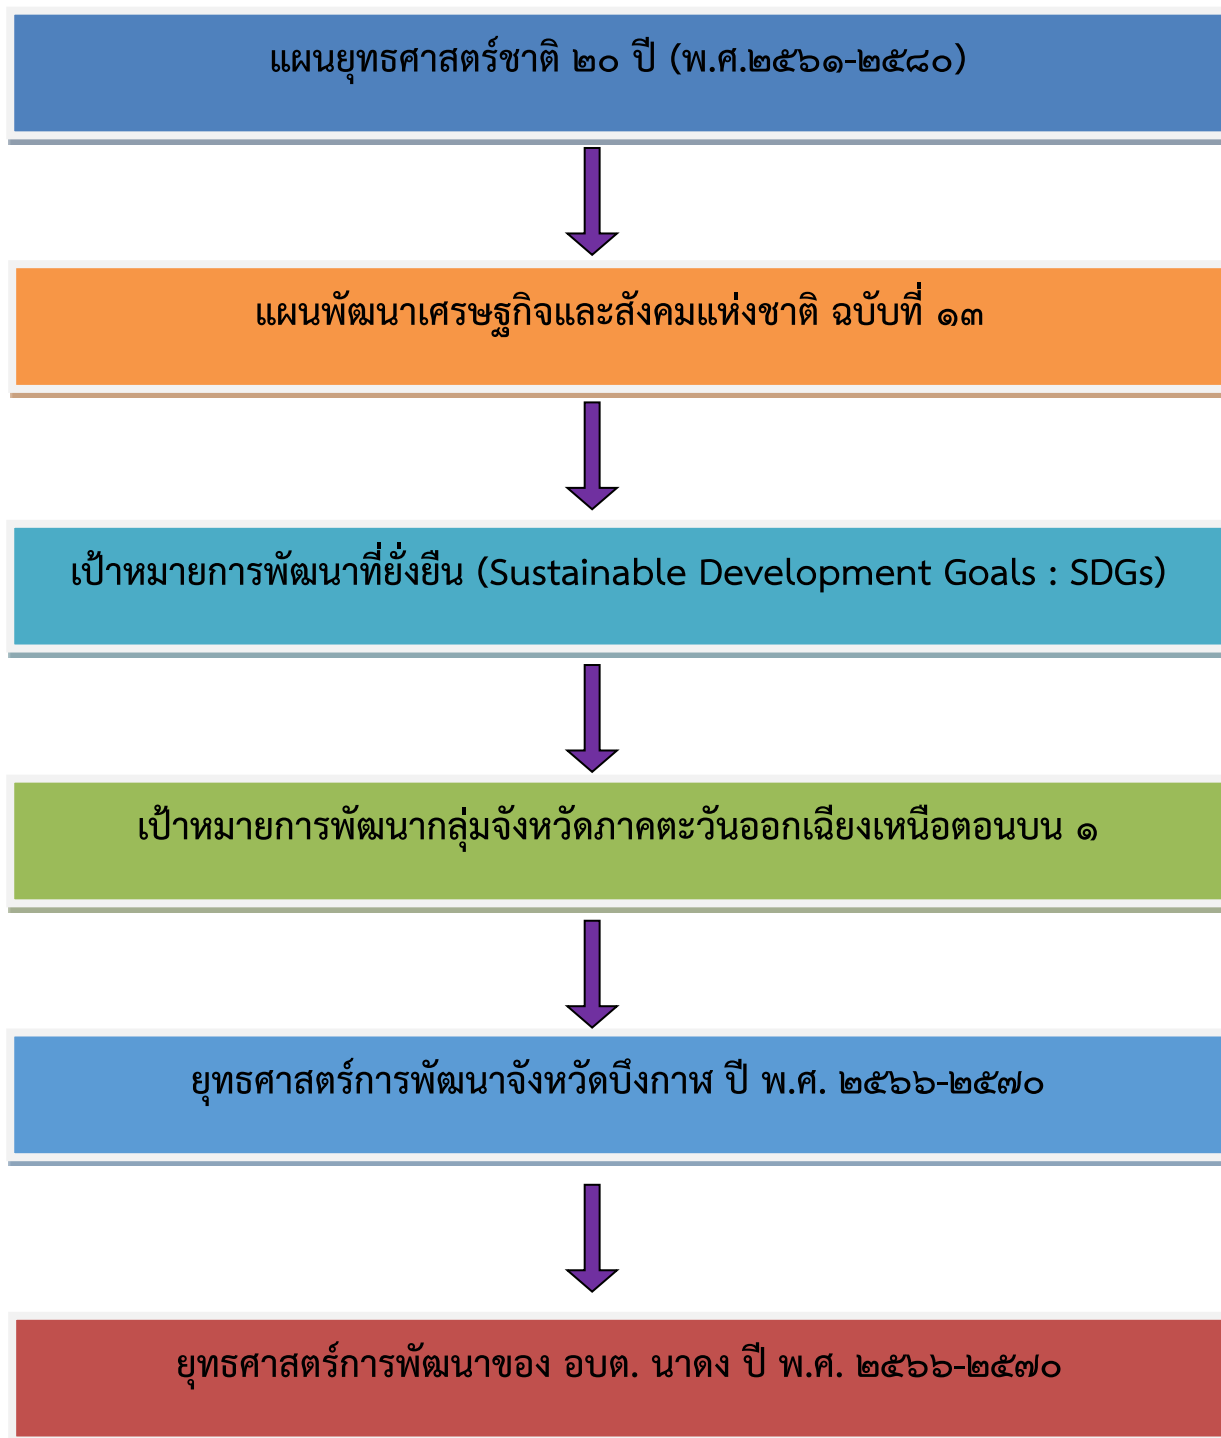 แผนยุทธศาสตร์ชาติ ๒๐ ปี (พ.ศ.๒๕๖๑-๒๕๘๐)
แผนพัฒนาเศรษฐกิจและสังคมแห่งชาติ ฉบับที่ ๑๓
เป้าหมายการพัฒนาที่ยั่งยืน (Sustainable Development Goals : SDGs)
เป้าหมายการพัฒนากลุ่มจังหวัดภาคตะวันออกเฉียงเหนือตอนบน ๑
ยุทธศาสตร์การพัฒนาจังหวัดบึงกาฬ ปี พ.ศ. ๒๕๖๖-๒๕๗๐
ยุทธศาสตร์การพัฒนาของ อบต. นาดง ปี พ.ศ. ๒๕๖๖-๒๕๗๐